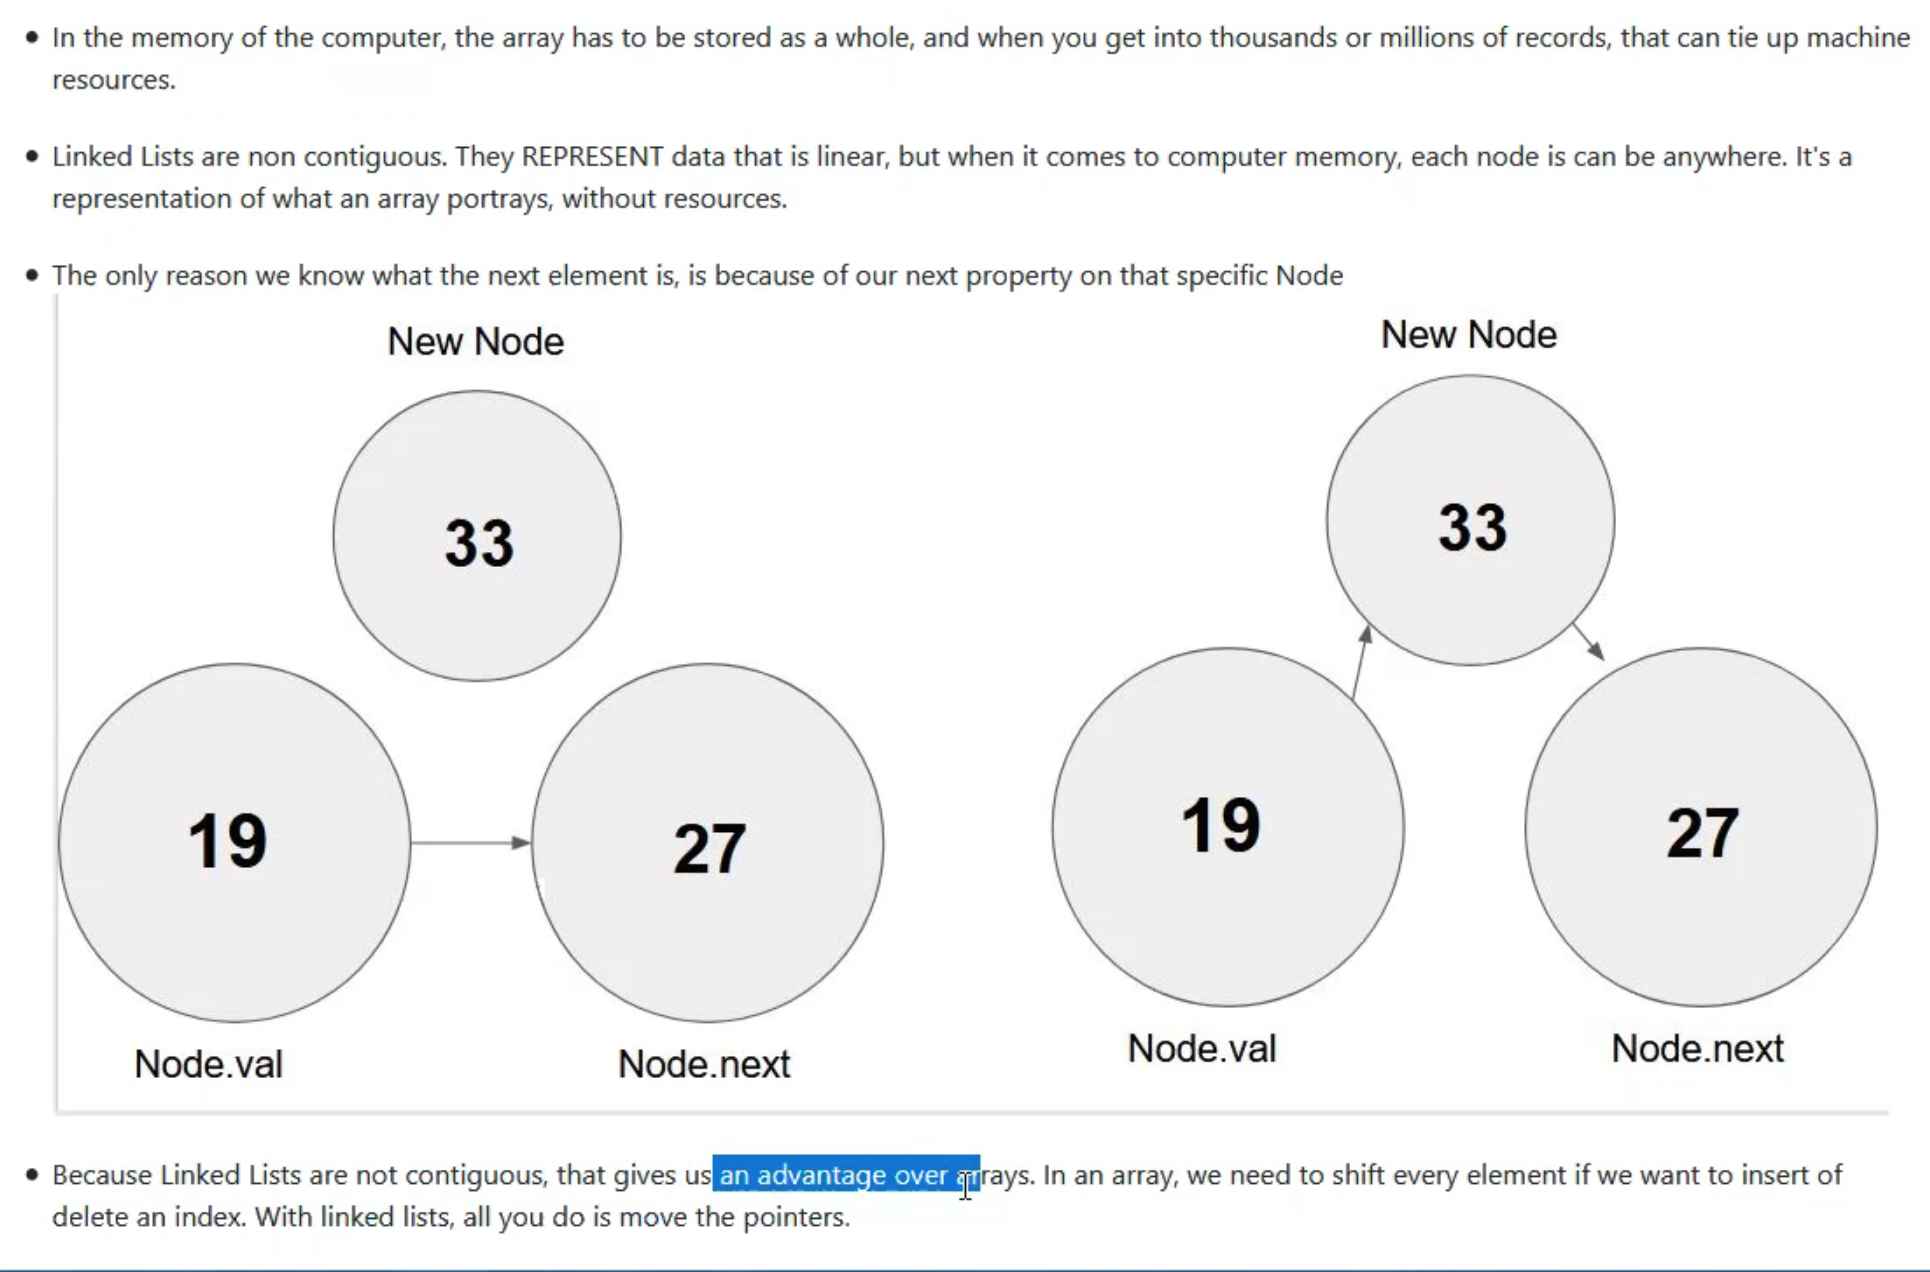 In the memory of the computer, the array has to be stored as a whole, and when you get into thousands or millions of records, that can tie up machine
resources.
Linked Lists are non contiguous. They REPRESENT data that is linear, but when it comes to computer memory, each node is can be anywhere. It's a
representation of what an array portrays, without resources.
The only reason we know what the next element is, is because of our next property on that specific Node
New Node
33
19
27
Node.val
Node.next
New Node
33
19
27
Node.val
Node.next
Because Linked Lists are not contiguous, that gives us an advantage over arrays. In an array, we need to shift every element if we want to insert of
delete an index. With linked lists, all you do is move the pointers.